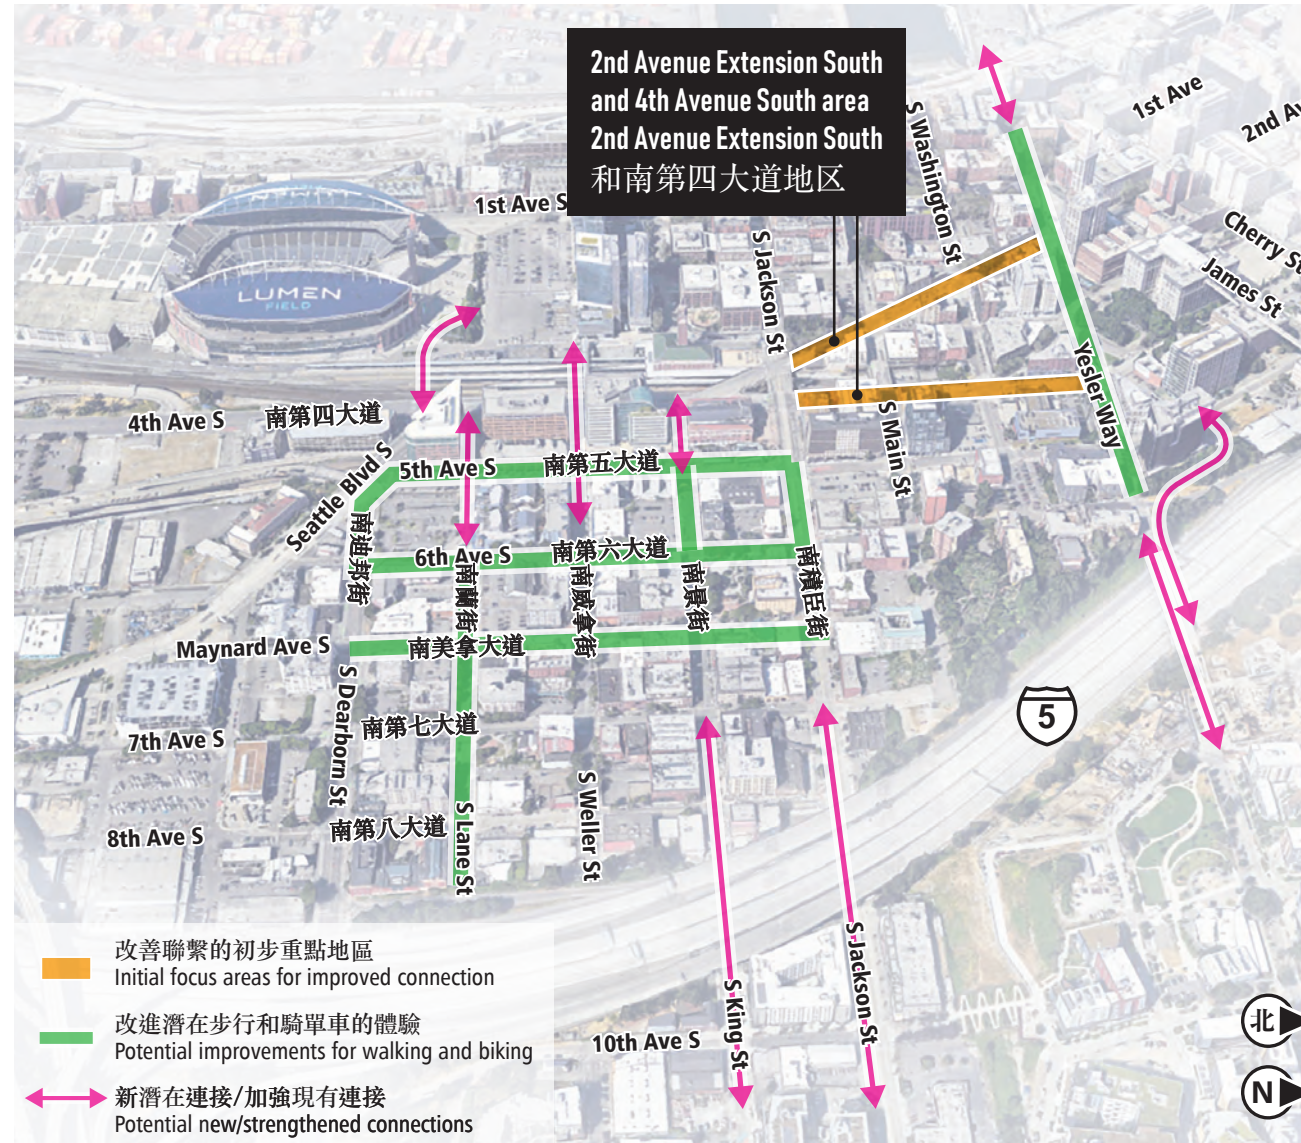 2nd Avenue Extension South
and 4th Avenue South area
2nd Avenue Extension South
和南第四大道地区
1st Ave
S Washington St
Cherry St
James St
1st Ave S
S Jackson St
LUMEN
FIELD
Yesler Way
4th Ave S
南第四大道
S Main St
Seattle Blvd S
5th Ave S
南第五大道
南迪邦街
6th Ave S
南第六大道
南蘭街
南威拿街
南景街
南積臣街
Maynard Ave S
南美拿大道
S Dearborn St
5
7th Ave S
南第七大道
S Weller St
8th Ave S
南第八大道
S Lane St
S King St
S Jackson St
10th Ave S
改善聯繫的初步重點地區
Initial focus areas for improved connection
改進潛在步行和騎單車的體驗
Potential improvements for walking and biking
新潛在連接/加強現有連接
Potential new/strengthened connections
北
N